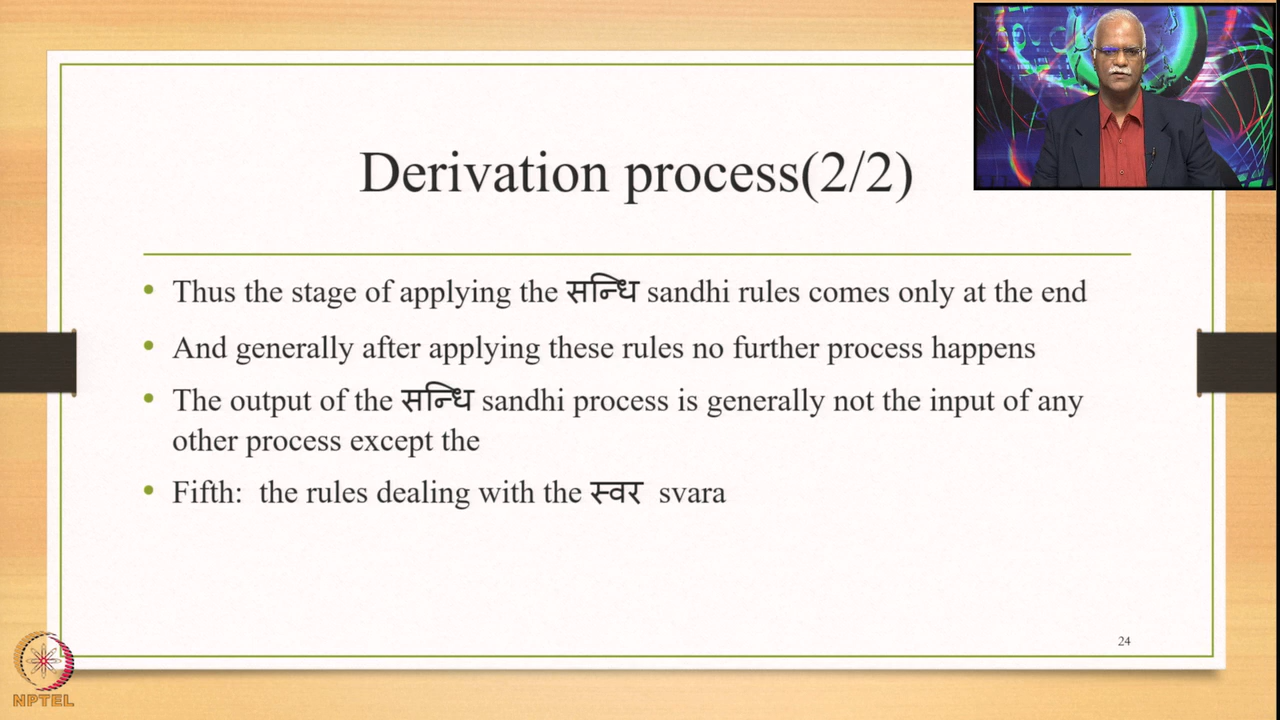 Derivation process(2/2)
• Thus the stage of applying the सन्धि sandhi rules comes only at the end
• And generally after applying these rules no further process happens
• The output of the सन्धि sandhi process is generally not the input of any
other process except the
• Fifth: the rules dealing with the स्वर svara
24
NPTEL